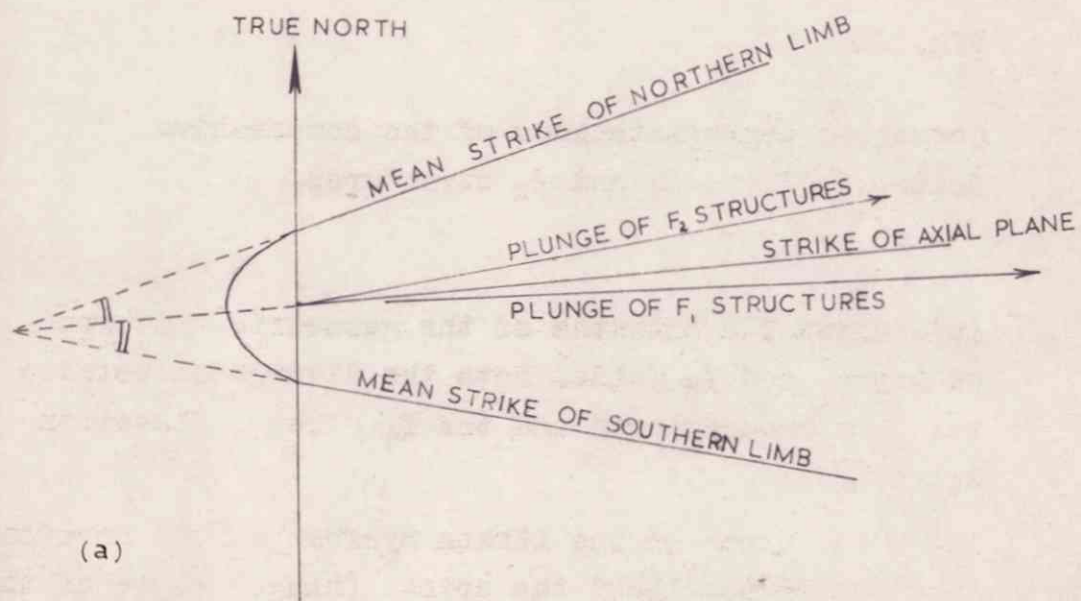 TRUE NORTH
MEAN STRIKE OF NORTHERN LIMB
PLUNGE OF F₂ STRUCTURES
STRIKE OF AXIAL PLANE
PLUNGE OF F₁ STRUCTURES
MEAN STRIKE OF SOUTHERN LIMB
(a)